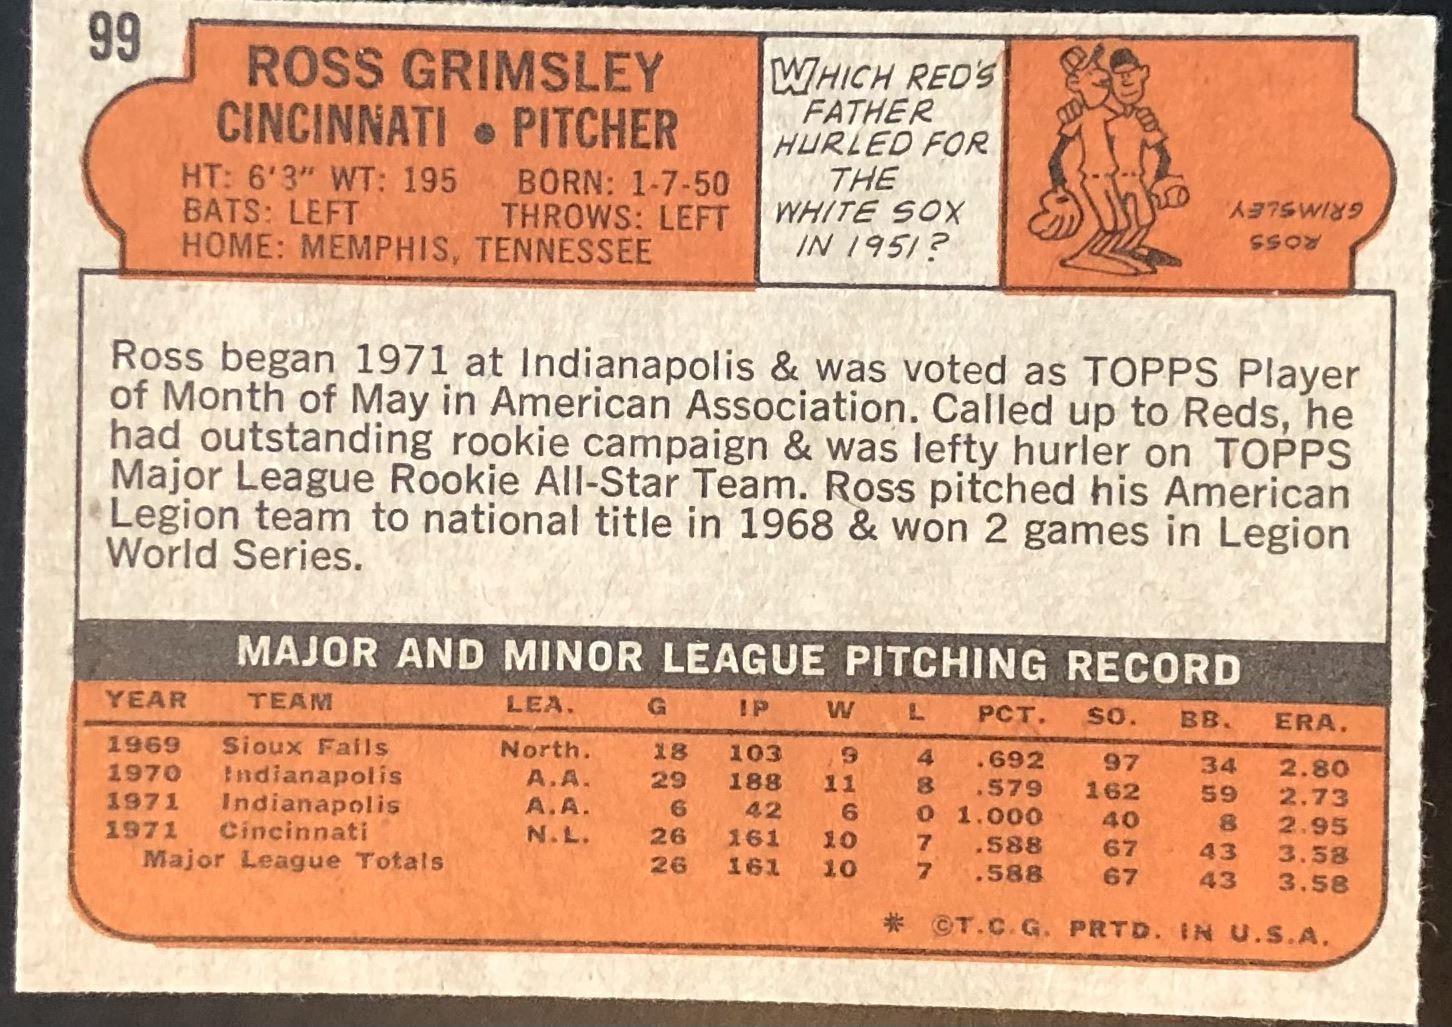 99
ROSS GRIMSLEY
CINCINNATI • PITCHER
HT: 6'3" WT: 195 BORN: 1-7-50
BATS: LEFT THROWS: LEFT
HOME: MEMPHIS, TENNESSEE
WHICH RED'S
FATHER
HURLED FOR
THE
WHITE SOX
IN 1951?
ROSS
GRIMSLEY
Ross began 1971 at Indianapolis & was voted as TOPPS Player
of Month of May in American Association. Called up to Reds, he
had outstanding rookie campaign & was lefty hurler on TOPPS
Major League Rookie All-Star Team. Ross pitched his American
Legion team to national title in 1968 & won 2 games in Legion
World Series.
MAJOR AND MINOR LEAGUE PITCHING RECORD
YEAR TEAM LEA. G IP W L PCT. SO. BB. ERA.
1969 Sioux Falls North. 18 103 9 4 .692 97 34 2.80
1970 Indianapolis A.A. 29 188 11 8 .579 162 59 2.73
1971 Indianapolis A.A. 6 42 6 0 1.000 40 8 2.95
1971 Cincinnati N.L. 26 161 10 7 .588 67 43 3.58
Major League Totals 26 161 10 7 .588 67 43 3.58
* ©T.C.G. PRTD. IN U.S.A.